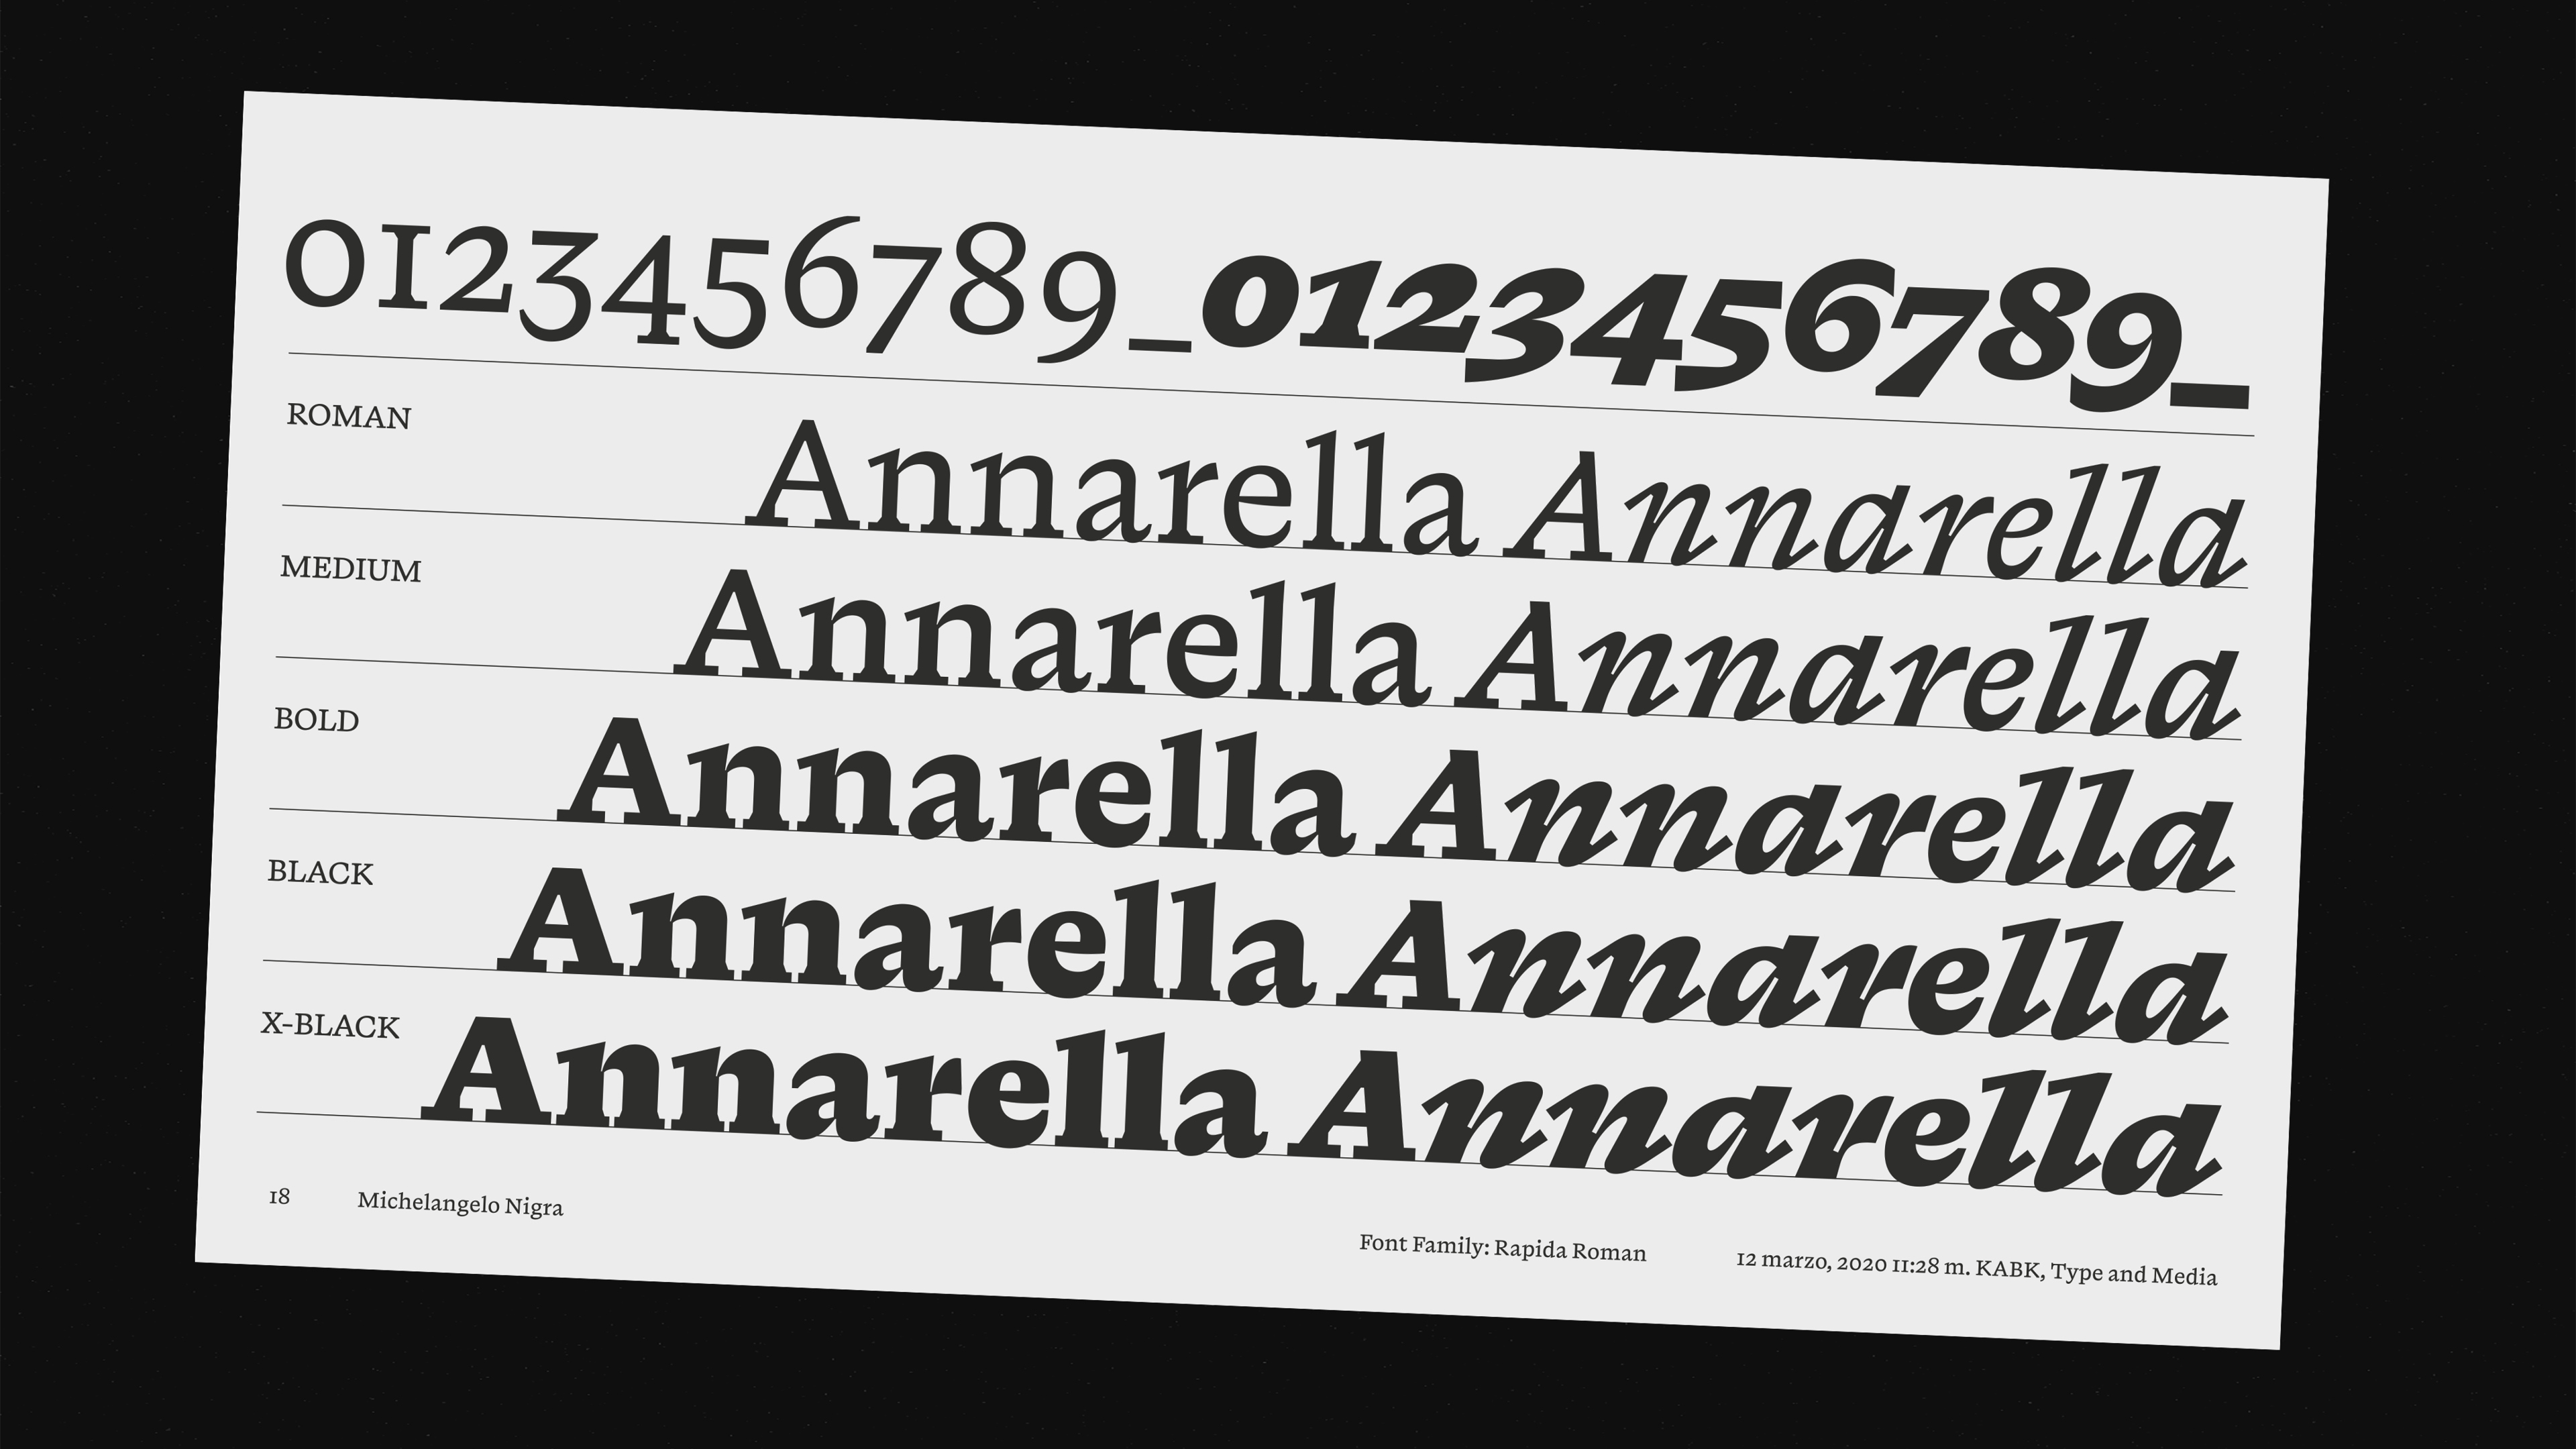 0123456789_0123456789_
ROMAN
Annarella Annarella
MEDIUM
Annarella Annarella
BOLD
Annarella Annarella
BLACK
Annarella Annarella
X-BLACK
Annarella Annarella
18 Michelangelo Nigra Font Family: Rapida Roman 12 marzo, 2020 11:28 m. KABK, Type and Media